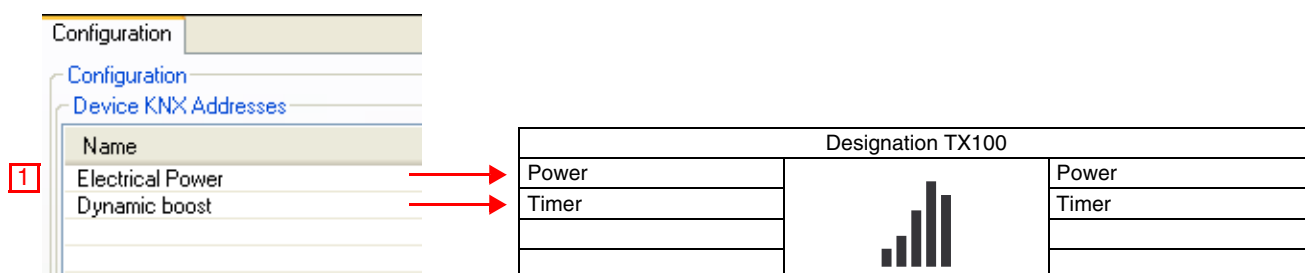 Configuration
Configuration
Device KNX Addresses
Name
1
Electrical Power
Dynamic boost
Designation TX100
Power
Power
Timer
Timer